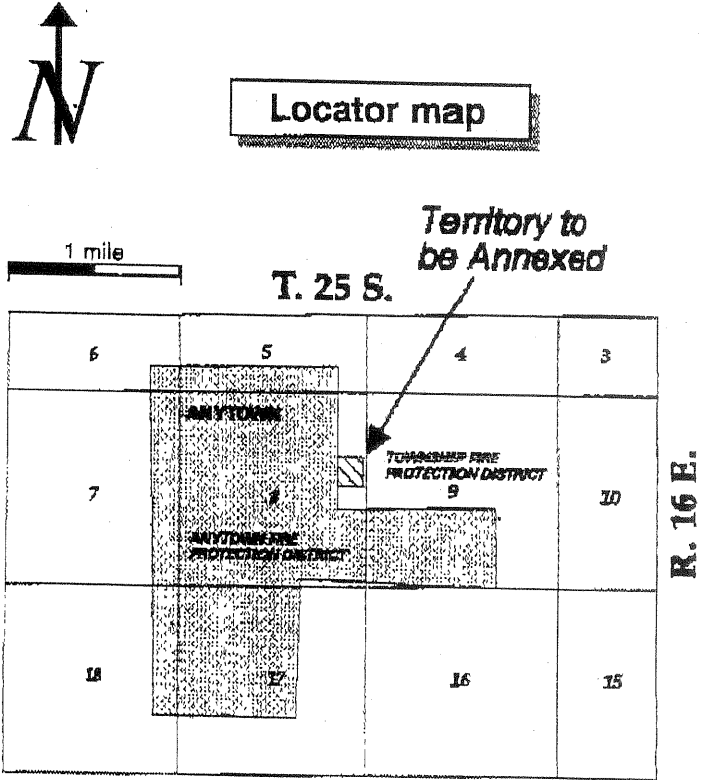 N
Locator map
Territory to
be Annexed
1 mile
T. 25 S.
6
5
4
3
ANYTOWN
TOWNSHIP FIRE
PROTECTION DISTRICT
7
8
9
10
R. 16 E.
ANYTOWN FIRE
PROTECTION DISTRICT
18
17
16
15